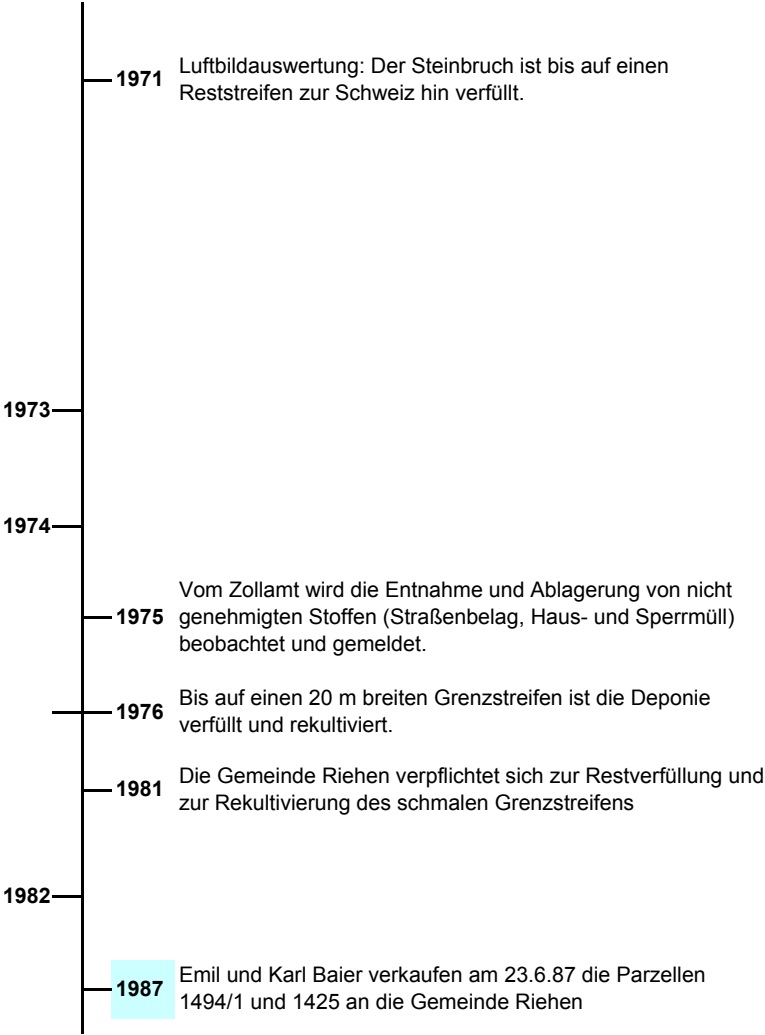 1971
Luftbildauswertung: Der Steinbruch ist bis auf einen
Reststreifen zur Schweiz hin verfüllt.
1973
1974
1975
Vom Zollamt wird die Entnahme und Ablagerung von nicht
genehmigten Stoffen (Straßenbelag, Haus- und Sperrmüll)
beobachtet und gemeldet.
1976
Bis auf einen 20 m breiten Grenzstreifen ist die Deponie
verfüllt und rekultiviert.
1981
Die Gemeinde Riehen verpflichtet sich zur Restverfüllung und
zur Rekultivierung des schmalen Grenzstreifens
1982
1987
Emil und Karl Baier verkaufen am 23.6.87 die Parzellen
1494/1 und 1425 an die Gemeinde Riehen